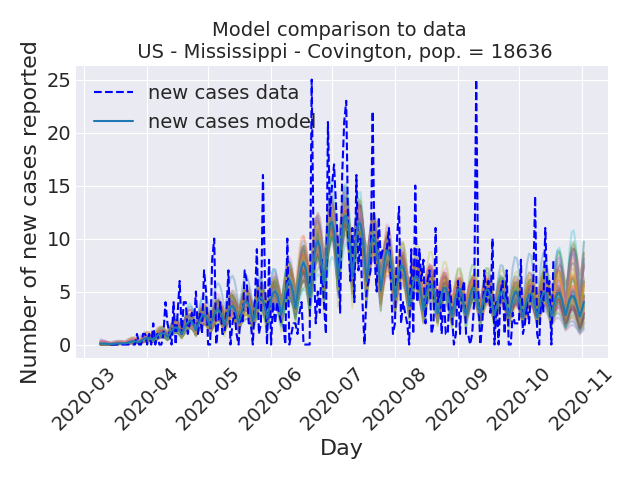 Model comparison to data
US - Mississippi - Covington, pop. = 18636
Number of new cases reported
25
20
15
10
5
0
new cases data
new cases model
2020-03
2020-04
2020-05
2020-06
2020-07
2020-08
2020-09
2020-10
2020-11
Day